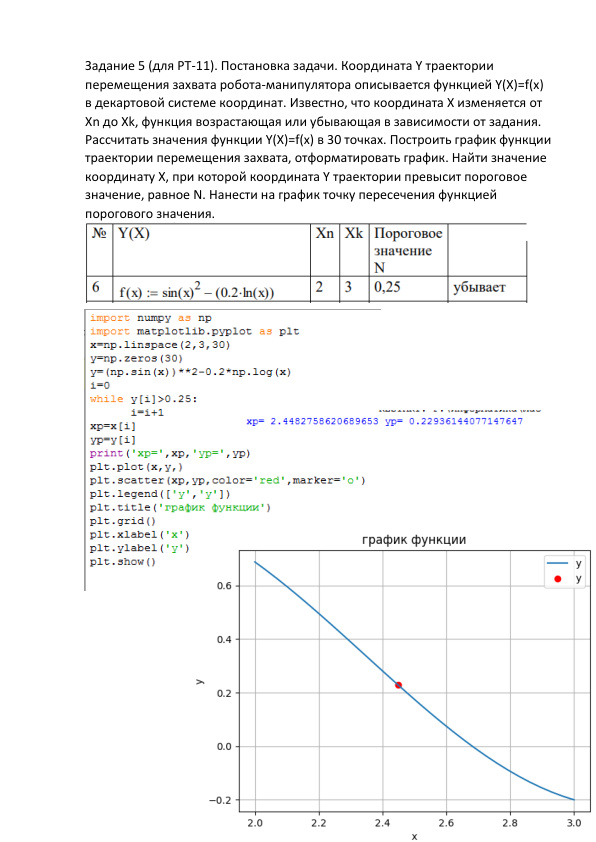 Задание 5 (для РТ-11). Постановка задачи. Координата Y траектории
перемещения захвата робота-манипулятора описывается функцией Y(X)=f(x)
в декартовой системе координат. Известно, что координата X изменяется от
Xn до Xk, функция возрастающая или убывающая в зависимости от задания.
Рассчитать значения функции Y(X)=f(x) в 30 точках. Построить график функции
траектории перемещения захвата, отформатировать график. Найти значение
координату X, при которой координата Y траектории превысит пороговое
значение, равное N. Нанести на график точку пересечения функцией
порогового значения.
№ Y(X) Xn Xk Пороговое
значение
N
6 f(x) := sin(x)² − (0.2·ln(x)) 2 3 0,25 убывает
import numpy as np
import matplotlib.pyplot as plt
x=np.linspace(2,3,30)
y=np.zeros(30)
y=(np.sin(x))**2-0.2*np.log(x)
i=0
while y[i]>0.25:
i=i+1
xp= 2.4482758620689653 yp= 0.22936144077147647
xp=x[i]
yp=y[i]
print('xp=',xp,'yp=',yp)
plt.plot(x,y,)
plt.scatter(xp,yp,color='red',marker='o')
plt.legend(['y','y'])
plt.title('график функции')
plt.grid()
plt.xlabel('x')
plt.ylabel('y')
plt.show()
график функции
y
y
0.6
0.4
0.2
0.0
−0.2
y
2.0 2.2 2.4 2.6 2.8 3.0
x